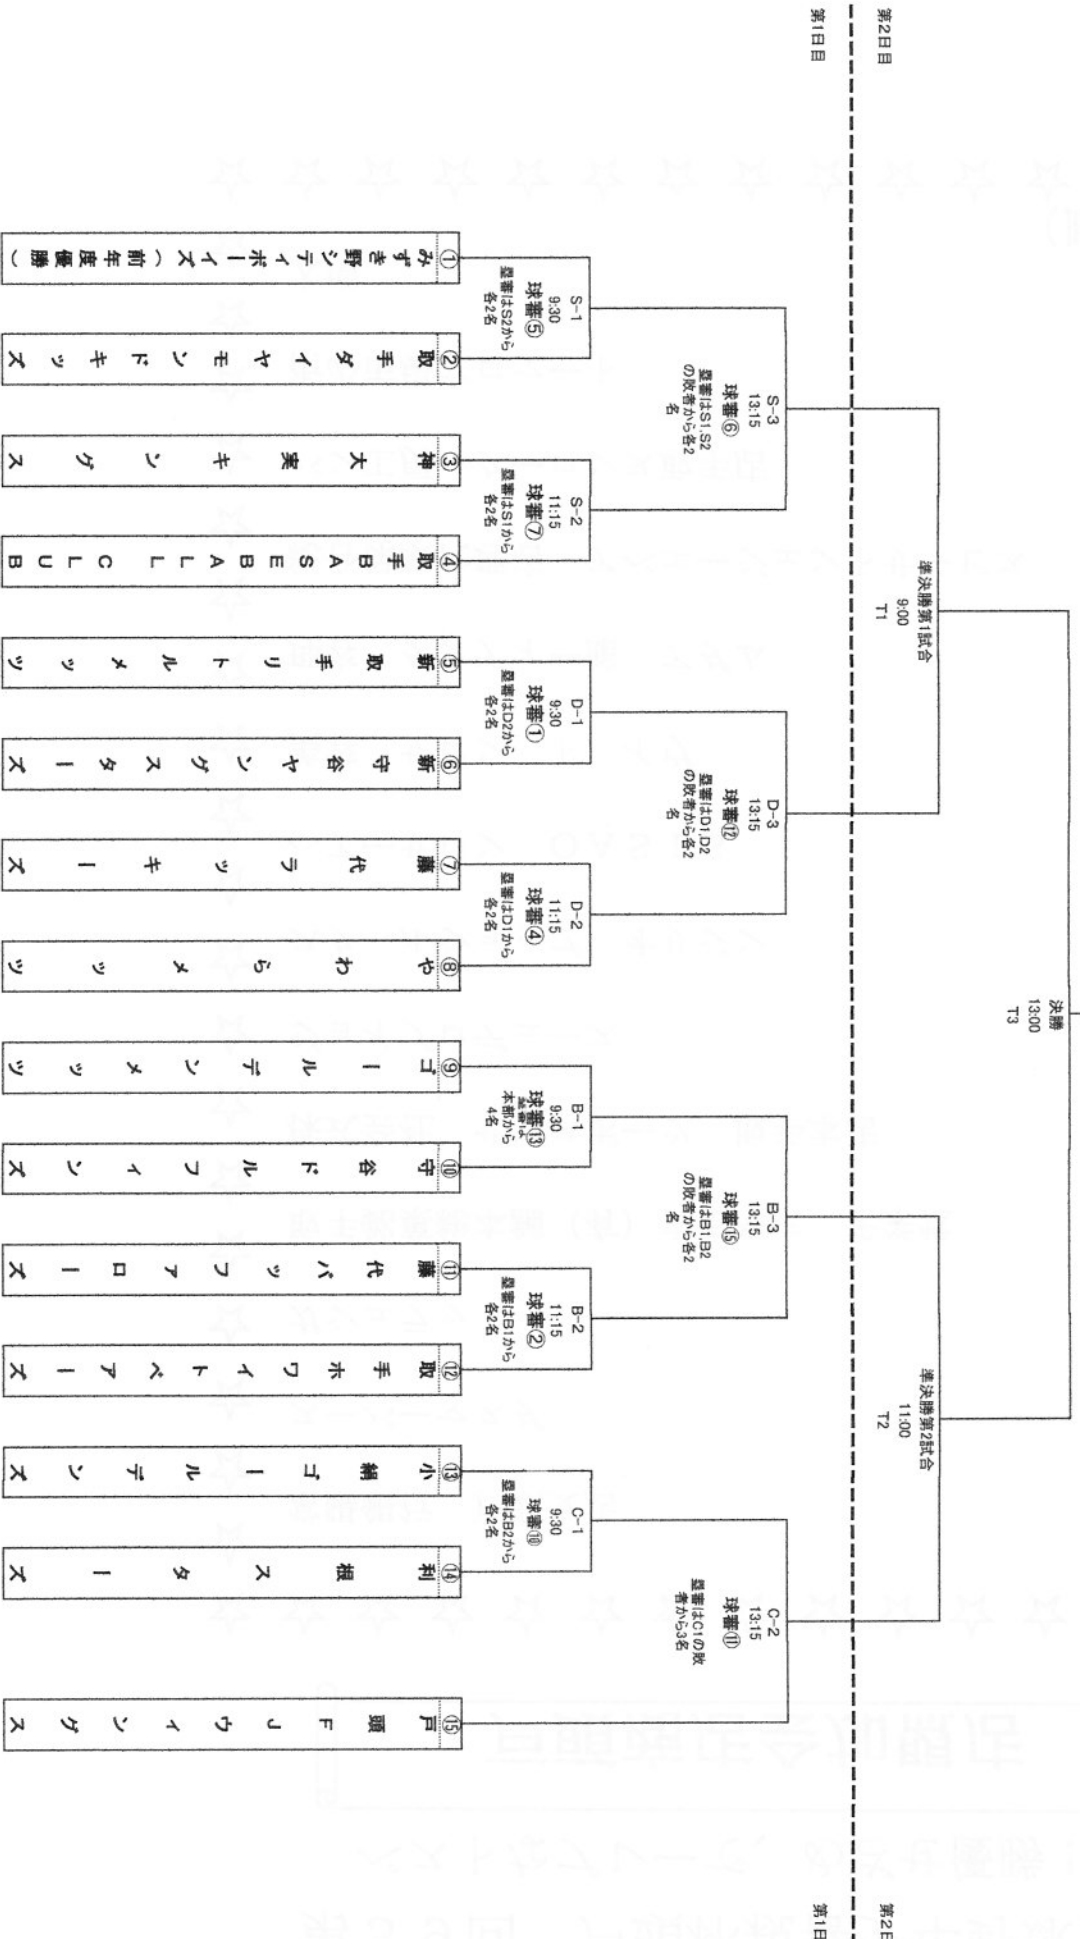 第2日目
第1日目
第2日
第1日
決勝
13:00
T3
準決勝第1試合
9:00
T1
準決勝第2試合
11:00
T2
S-3
13:15
球審⑥
塁審はS1,S2
の敗者から各2
名
D-3
13:15
球審⑫
塁審はD1,D2
の敗者から各2
名
B-3
13:15
球審⑮
塁審はB1,B2
の敗者から各2
名
C-2
13:15
球審⑪
塁審はC1の敗
者から3名
S-1
9:30
球審⑤
塁審はS2から
各2名
S-2
11:15
球審⑦
塁審はS1から
各2名
D-1
9:30
球審①
塁審はD2から
各2名
D-2
11:15
球審④
塁審はD1から
各2名
B-1
9:30
球審⑬
塁審は
本部から
4名
B-2
11:15
球審②
塁審はB1から
各2名
C-1
9:30
球審⑩
塁審はB2から
各2名
①みずき野シティボーイズ(前年度優勝)
②取手ダイヤモンドキッズ
③神大実キングス
④取手BASEBALL CLUB
⑤新取手リトルメッツ
⑥新守谷ヤングスターズ
⑦藤代ラッキーズ
⑧やわらメッツ
⑨ゴールデンメッツ
⑩守谷ドルフィンズ
⑪藤代バッファローズ
⑫取手ホワイトベアーズ
⑬小絹ゴールデンズ
⑭利根スターズ
⑮戸頭FJウィングス